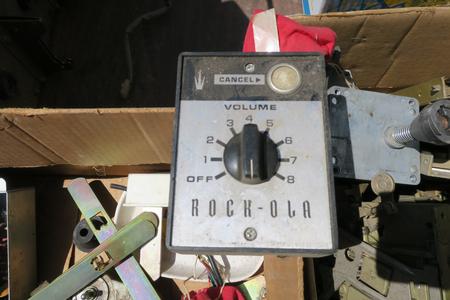 CANCEL
VOLUME
OFF 1 2 3 4 5 6 7 8
ROCK-OLA